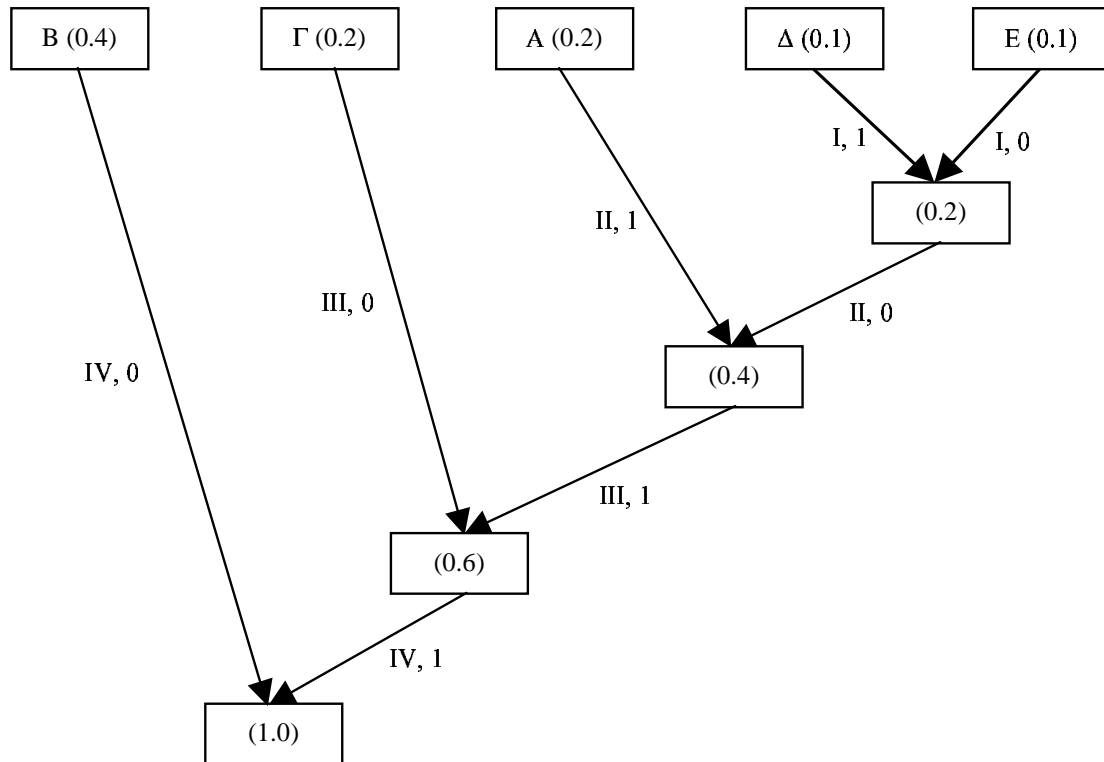 Β (0.4)
Γ (0.2)
Α (0.2)
Δ (0.1)
Ε (0.1)
I, 1
I, 0
(0.2)
II, 1
III, 0
II, 0
IV, 0
(0.4)
III, 1
(0.6)
IV, 1
(1.0)